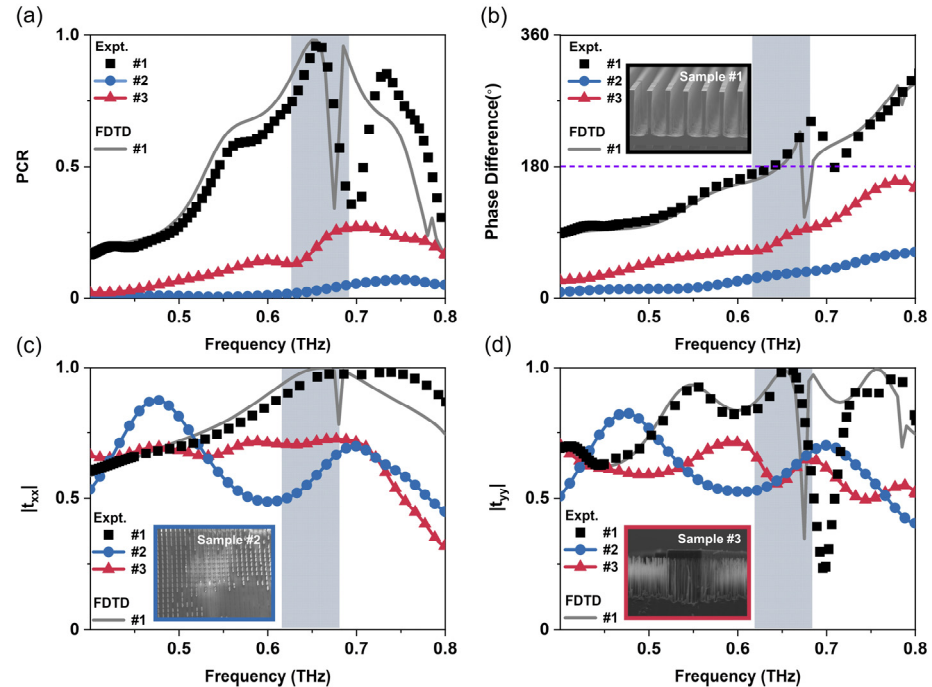 (a)
1.0
0.5
0
PCR
Expt.
#1
#2
#3
FDTD
#1
0.5 0.6 0.7 0.8
Frequency (THz)
(b)
360
180
0
Phase Difference(°)
Expt.
#1
#2
#3
FDTD
#1
Sample #1
0.5 0.6 0.7 0.8
Frequency (THz)
(c)
1.0
0.5
0
|txx|
Expt.
#1
#2
#3
FDTD
#1
Sample #2
0.5 0.6 0.7 0.8
Frequency (THz)
(d)
1.0
0.5
0
|tyy|
Expt.
#1
#2
#3
FDTD
#1
Sample #3
0.5 0.6 0.7 0.8
Frequency (THz)